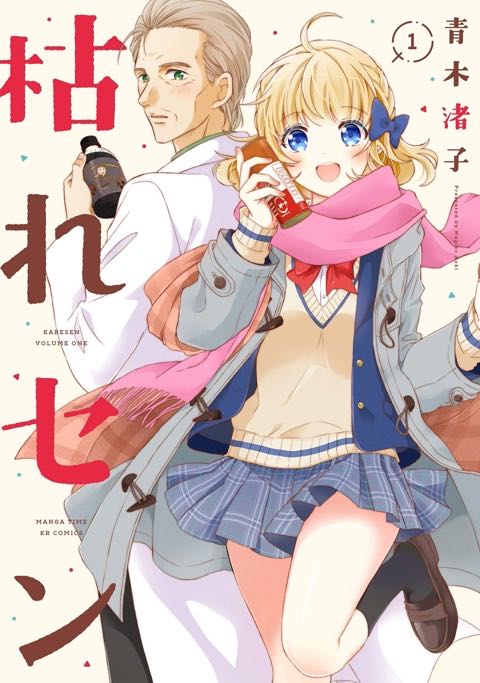 枯れセン
KARESEN
VOLUME ONE
MANGA TIME
KR COMICS
1
青木渚子
Presented by Nagiko Aoki